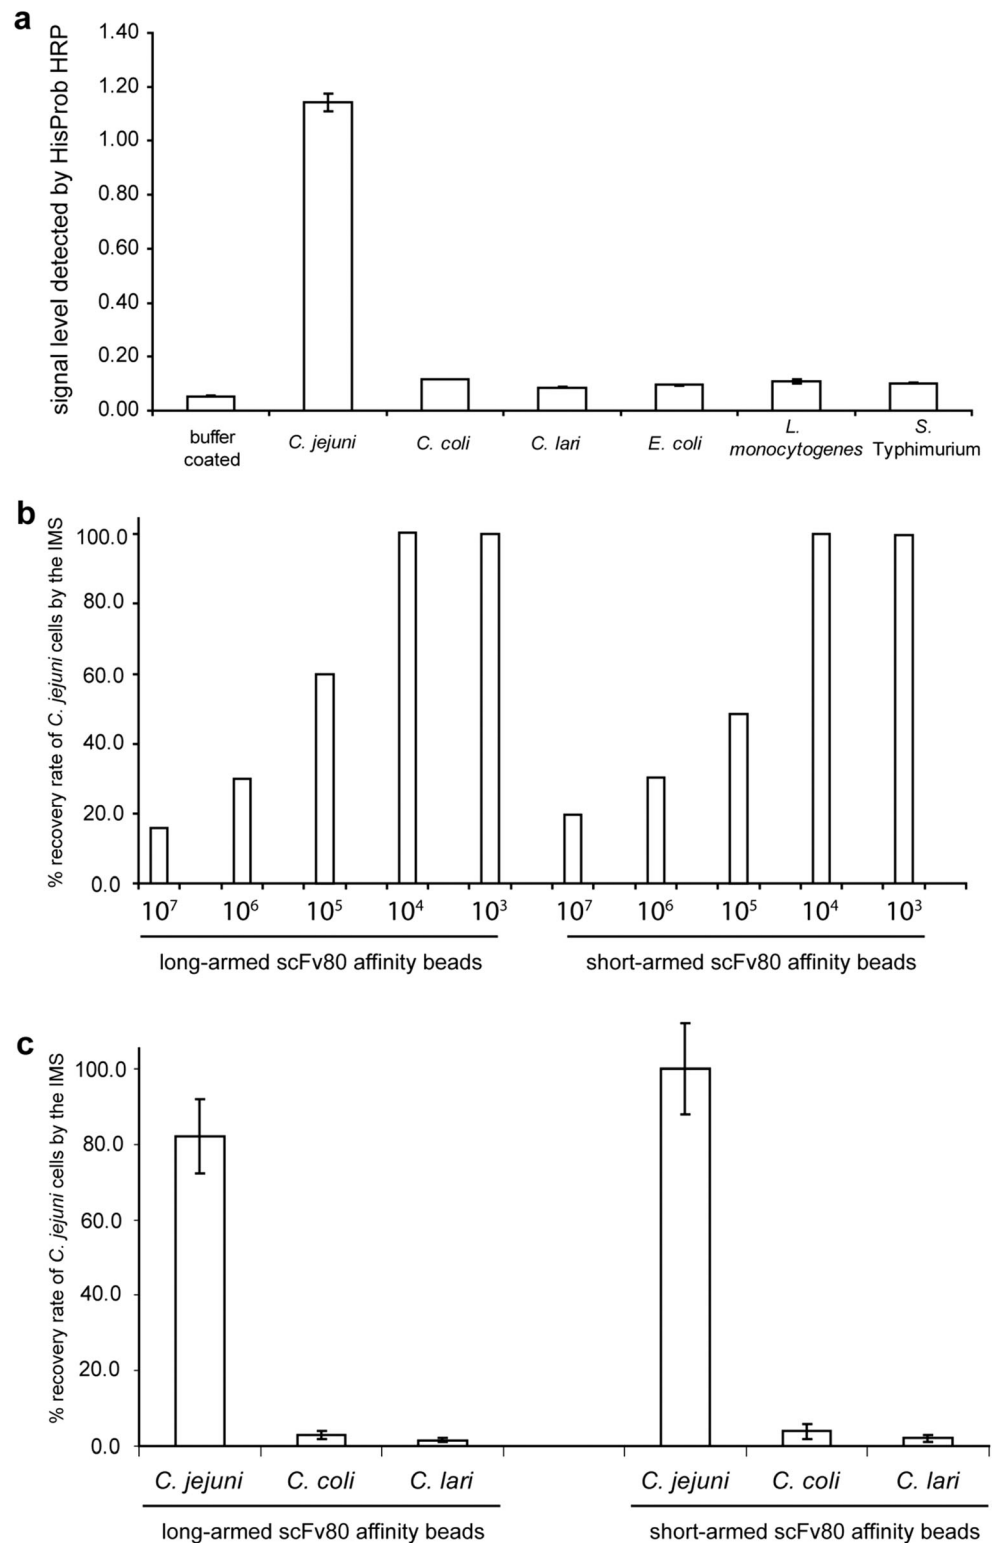 a
signal level detected by HisProb HRP
1.40
1.20
1.00
0.80
0.60
0.40
0.20
0.00
buffer coated
C. jejuni
C. coli
C. lari
E. coli
L. monocytogenes
S. Typhimurium
b
% recovery rate of C. jejuni cells by the IMS
100.0
80.0
60.0
40.0
20.0
0.0
10⁷ 10⁶ 10⁵ 10⁴ 10³ 10⁷ 10⁶ 10⁵ 10⁴ 10³
long-armed scFv80 affinity beads
short-armed scFv80 affinity beads
c
% recovery rate of C. jejuni cells by the IMS
100.0
80.0
60.0
40.0
20.0
0.0
C. jejuni C. coli C. lari C. jejuni C. coli C. lari
long-armed scFv80 affinity beads
short-armed scFv80 affinity beads